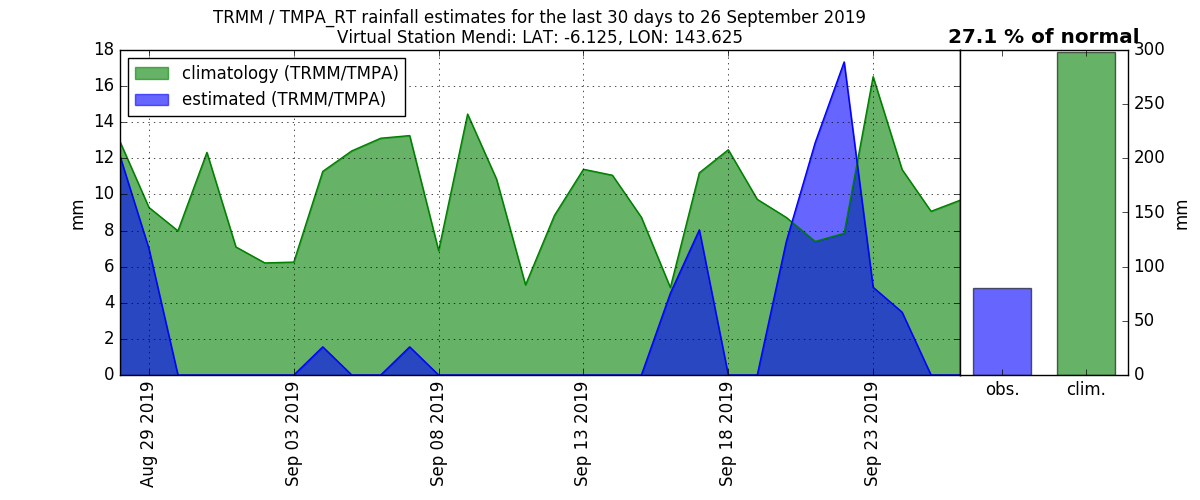 TRMM / TMPA_RT rainfall estimates for the last 30 days to 26 September 2019
Virtual Station Mendi: LAT: -6.125, LON: 143.625
27.1 % of normal
climatology (TRMM/TMPA)
estimated (TRMM/TMPA)
mm
18
16
14
12
10
8
6
4
2
0
Aug 29 2019
Sep 03 2019
Sep 08 2019
Sep 13 2019
Sep 18 2019
Sep 23 2019
obs.
clim.
300
250
200
150
100
50
0
mm